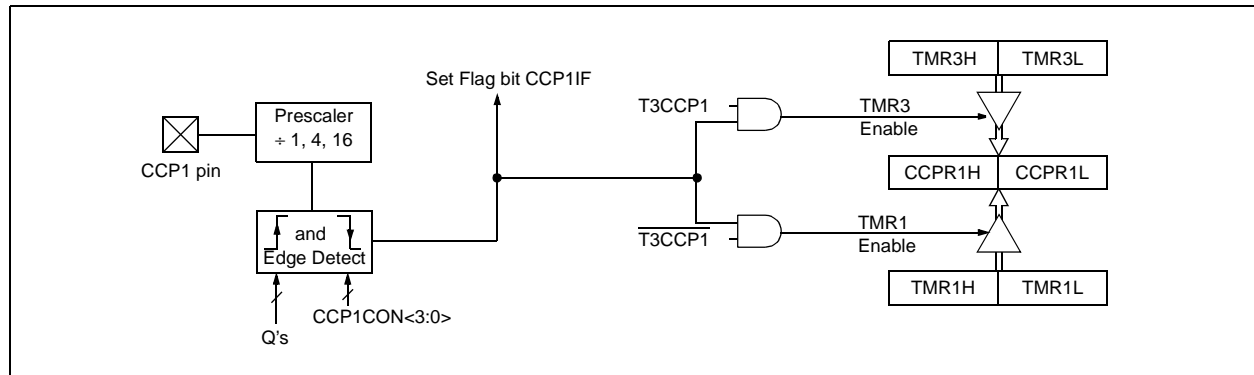 TMR3H TMR3L
Set Flag bit CCP1IF
Prescaler
÷ 1, 4, 16
T3CCP1
TMR3
Enable
CCP1 pin
CCPR1H CCPR1L
and
Edge Detect
T3CCP1
TMR1
Enable
TMR1H TMR1L
CCP1CON<3:0>
Q's